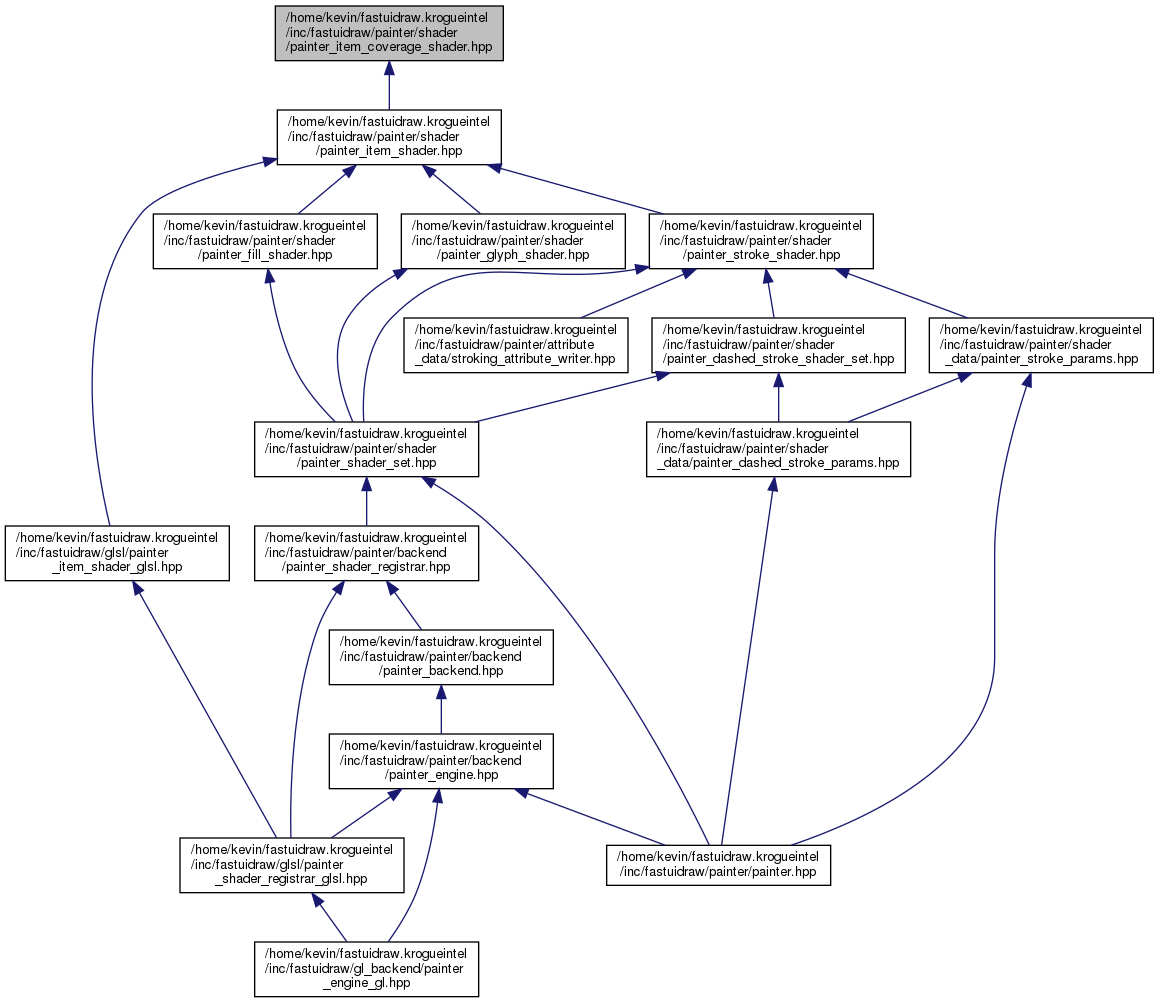 /home/kevin/fastuidraw.krogueintel
/inc/fastuidraw/painter/shader
/painter_item_coverage_shader.hpp
/home/kevin/fastuidraw.krogueintel
/inc/fastuidraw/painter/shader
/painter_item_shader.hpp
/home/kevin/fastuidraw.krogueintel
/inc/fastuidraw/painter/shader
/painter_fill_shader.hpp
/home/kevin/fastuidraw.krogueintel
/inc/fastuidraw/painter/shader
/painter_glyph_shader.hpp
/home/kevin/fastuidraw.krogueintel
/inc/fastuidraw/painter/shader
/painter_stroke_shader.hpp
/home/kevin/fastuidraw.krogueintel
/inc/fastuidraw/painter/attribute
_data/stroking_attribute_writer.hpp
/home/kevin/fastuidraw.krogueintel
/inc/fastuidraw/painter/shader
/painter_dashed_stroke_shader_set.hpp
/home/kevin/fastuidraw.krogueintel
/inc/fastuidraw/painter/shader
_data/painter_stroke_params.hpp
/home/kevin/fastuidraw.krogueintel
/inc/fastuidraw/painter/shader
/painter_shader_set.hpp
/home/kevin/fastuidraw.krogueintel
/inc/fastuidraw/painter/shader
_data/painter_dashed_stroke_params.hpp
/home/kevin/fastuidraw.krogueintel
/inc/fastuidraw/glsl/painter
_item_shader_glsl.hpp
/home/kevin/fastuidraw.krogueintel
/inc/fastuidraw/painter/backend
/painter_shader_registrar.hpp
/home/kevin/fastuidraw.krogueintel
/inc/fastuidraw/painter/backend
/painter_backend.hpp
/home/kevin/fastuidraw.krogueintel
/inc/fastuidraw/painter/backend
/painter_engine.hpp
/home/kevin/fastuidraw.krogueintel
/inc/fastuidraw/glsl/painter
_shader_registrar_glsl.hpp
/home/kevin/fastuidraw.krogueintel
/inc/fastuidraw/painter/painter.hpp
/home/kevin/fastuidraw.krogueintel
/inc/fastuidraw/gl_backend/painter
_engine_gl.hpp